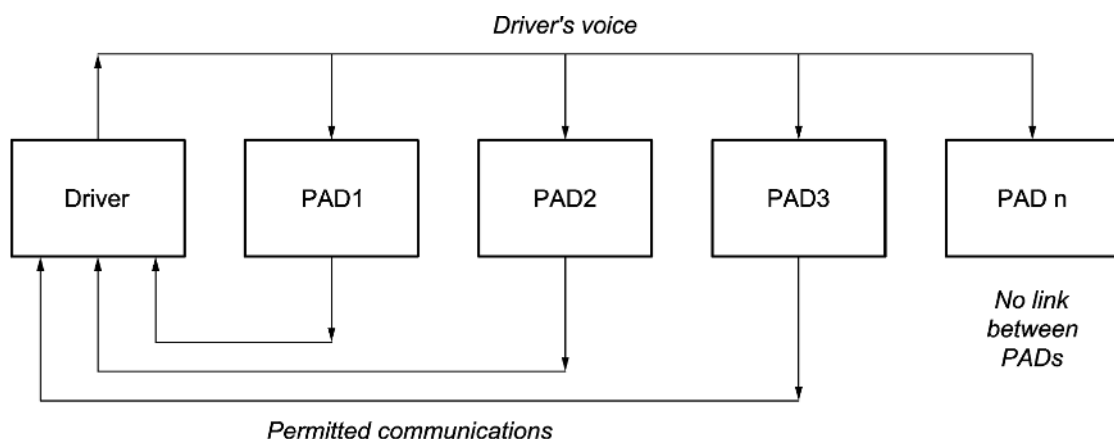 Driver's voice
Driver
PAD1
PAD2
PAD3
PAD n
No link
between
PADs
Permitted communications